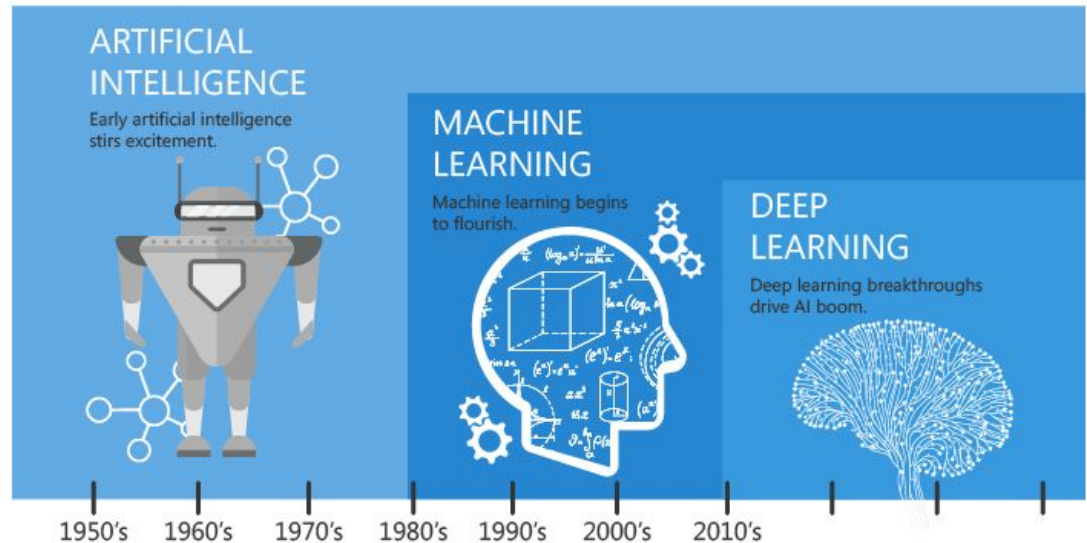 ARTIFICIAL
INTELLIGENCE
Early artificial intelligence
stirs excitement.
MACHINE
LEARNING
Machine learning begins
to flourish.
DEEP
LEARNING
Deep learning breakthroughs
drive AI boom.
1950's 1960's 1970's 1980's 1990's 2000's 2010's